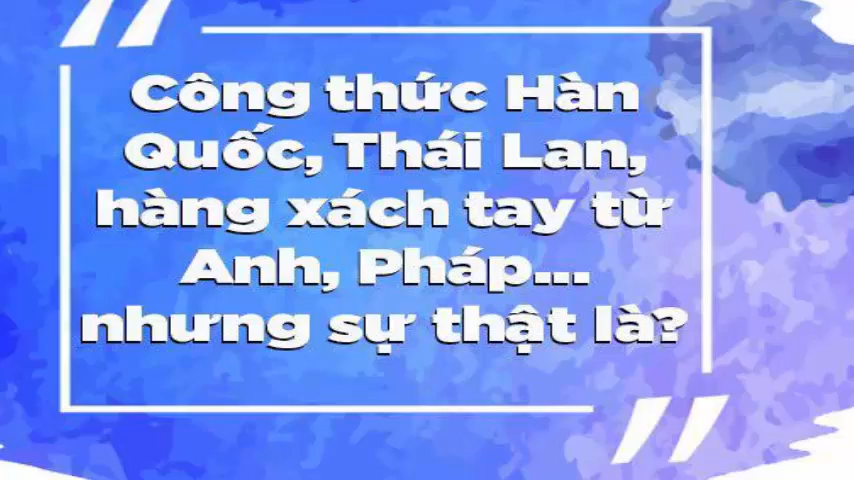 Công thức Hàn
Quốc, Thái Lan,
hàng xách tay từ
Anh, Pháp...
nhưng sự thật là?